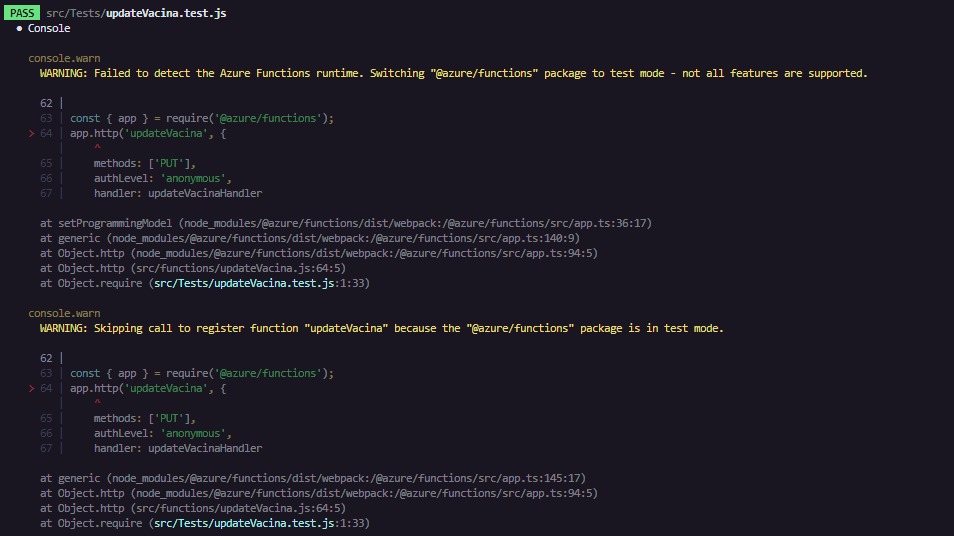 PASS src/Tests/updateVacina.test.js
● Console
console.warn
WARNING: Failed to detect the Azure Functions runtime. Switching "@azure/functions" package to test mode - not all features are supported.
62 |
63 | const { app } = require('@azure/functions');
> 64 | app.http('updateVacina', {
| ^
65 | methods: ['PUT'],
66 | authLevel: 'anonymous',
67 | handler: updateVacinaHandler
at setProgrammingModel (node_modules/@azure/functions/dist/webpack:/@azure/functions/src/app.ts:36:17)
at generic (node_modules/@azure/functions/dist/webpack:/@azure/functions/src/app.ts:140:9)
at Object.http (node_modules/@azure/functions/dist/webpack:/@azure/functions/src/app.ts:94:5)
at Object.http (src/functions/updateVacina.js:64:5)
at Object.require (src/Tests/updateVacina.test.js:1:33)
console.warn
WARNING: Skipping call to register function "updateVacina" because the "@azure/functions" package is in test mode.
62 |
63 | const { app } = require('@azure/functions');
> 64 | app.http('updateVacina', {
| ^
65 | methods: ['PUT'],
66 | authLevel: 'anonymous',
67 | handler: updateVacinaHandler
at generic (node_modules/@azure/functions/dist/webpack:/@azure/functions/src/app.ts:145:17)
at Object.http (node_modules/@azure/functions/dist/webpack:/@azure/functions/src/app.ts:94:5)
at Object.http (src/functions/updateVacina.js:64:5)
at Object.require (src/Tests/updateVacina.test.js:1:33)